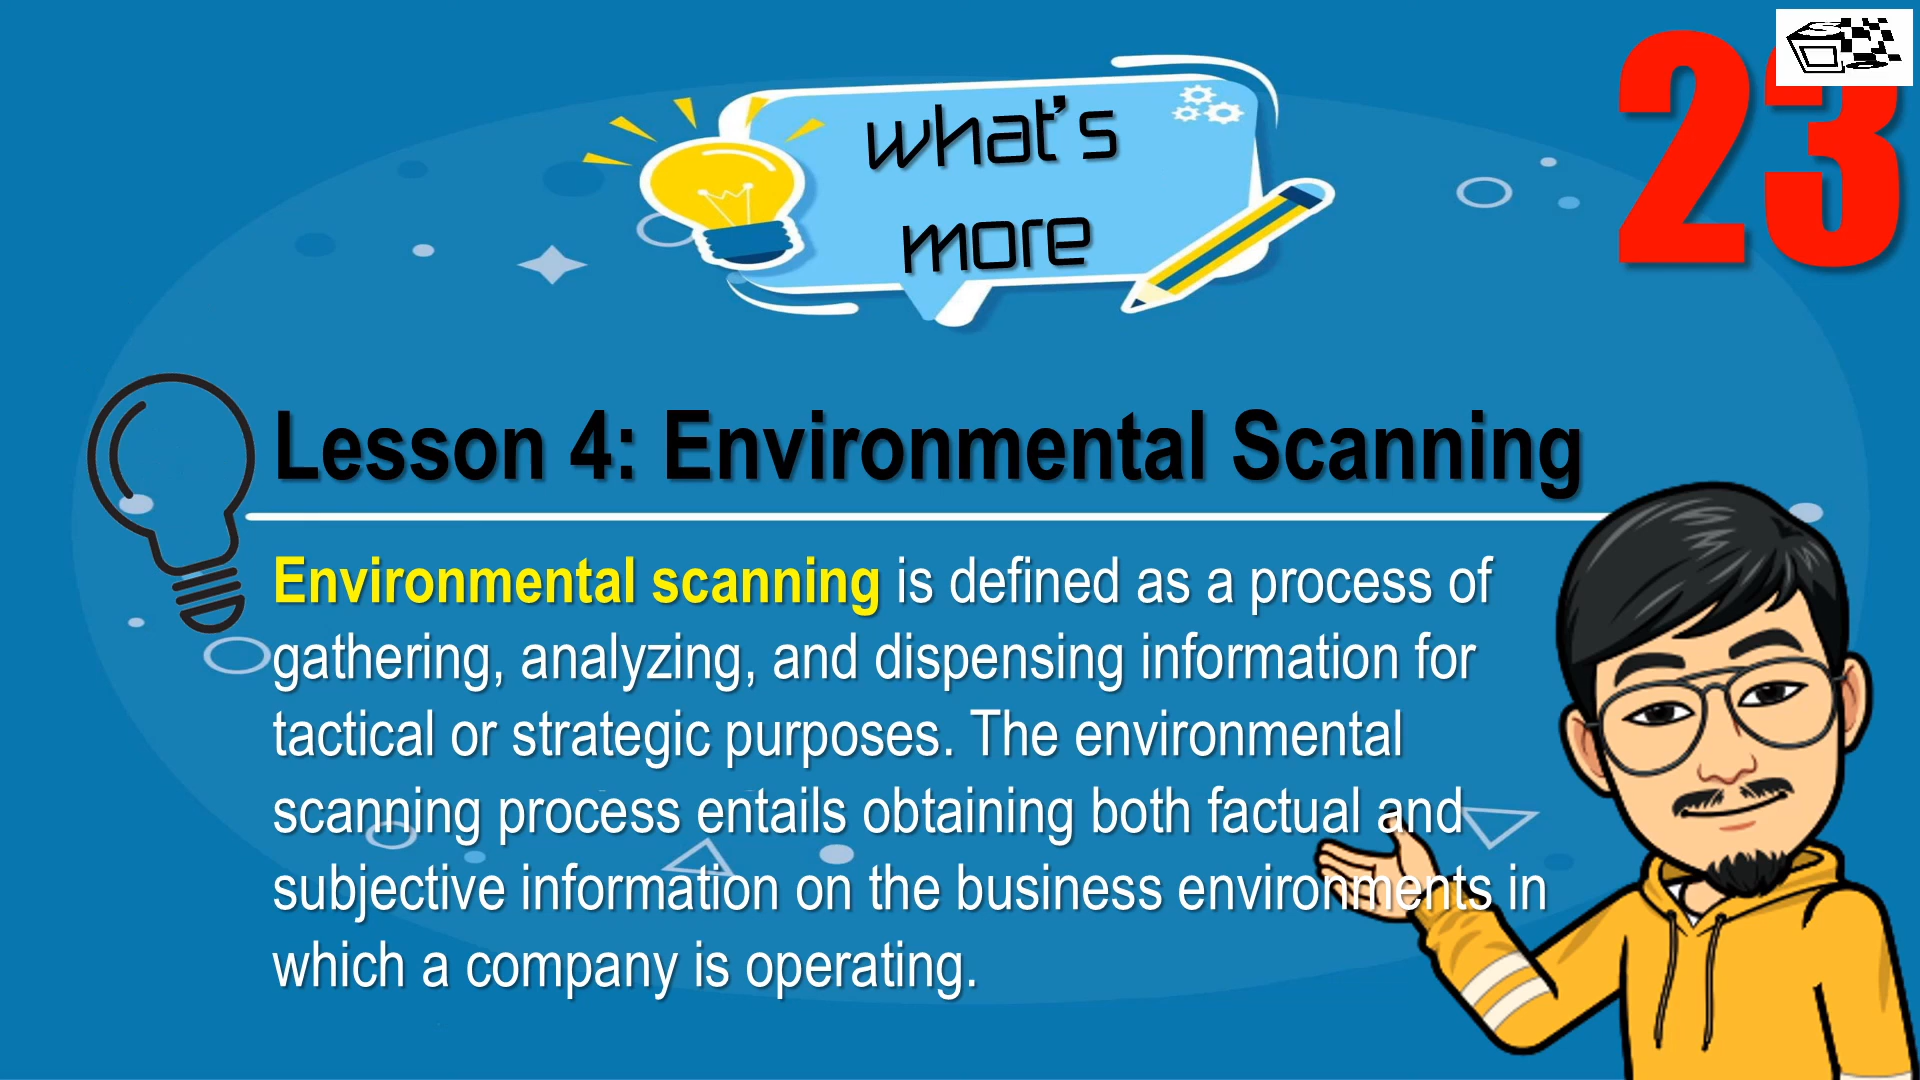 what's
more
23
Lesson 4: Environmental Scanning
Environmental scanning is defined as a process of
gathering, analyzing, and dispensing information for
tactical or strategic purposes. The environmental
scanning process entails obtaining both factual and
subjective information on the business environments in
which a company is operating.